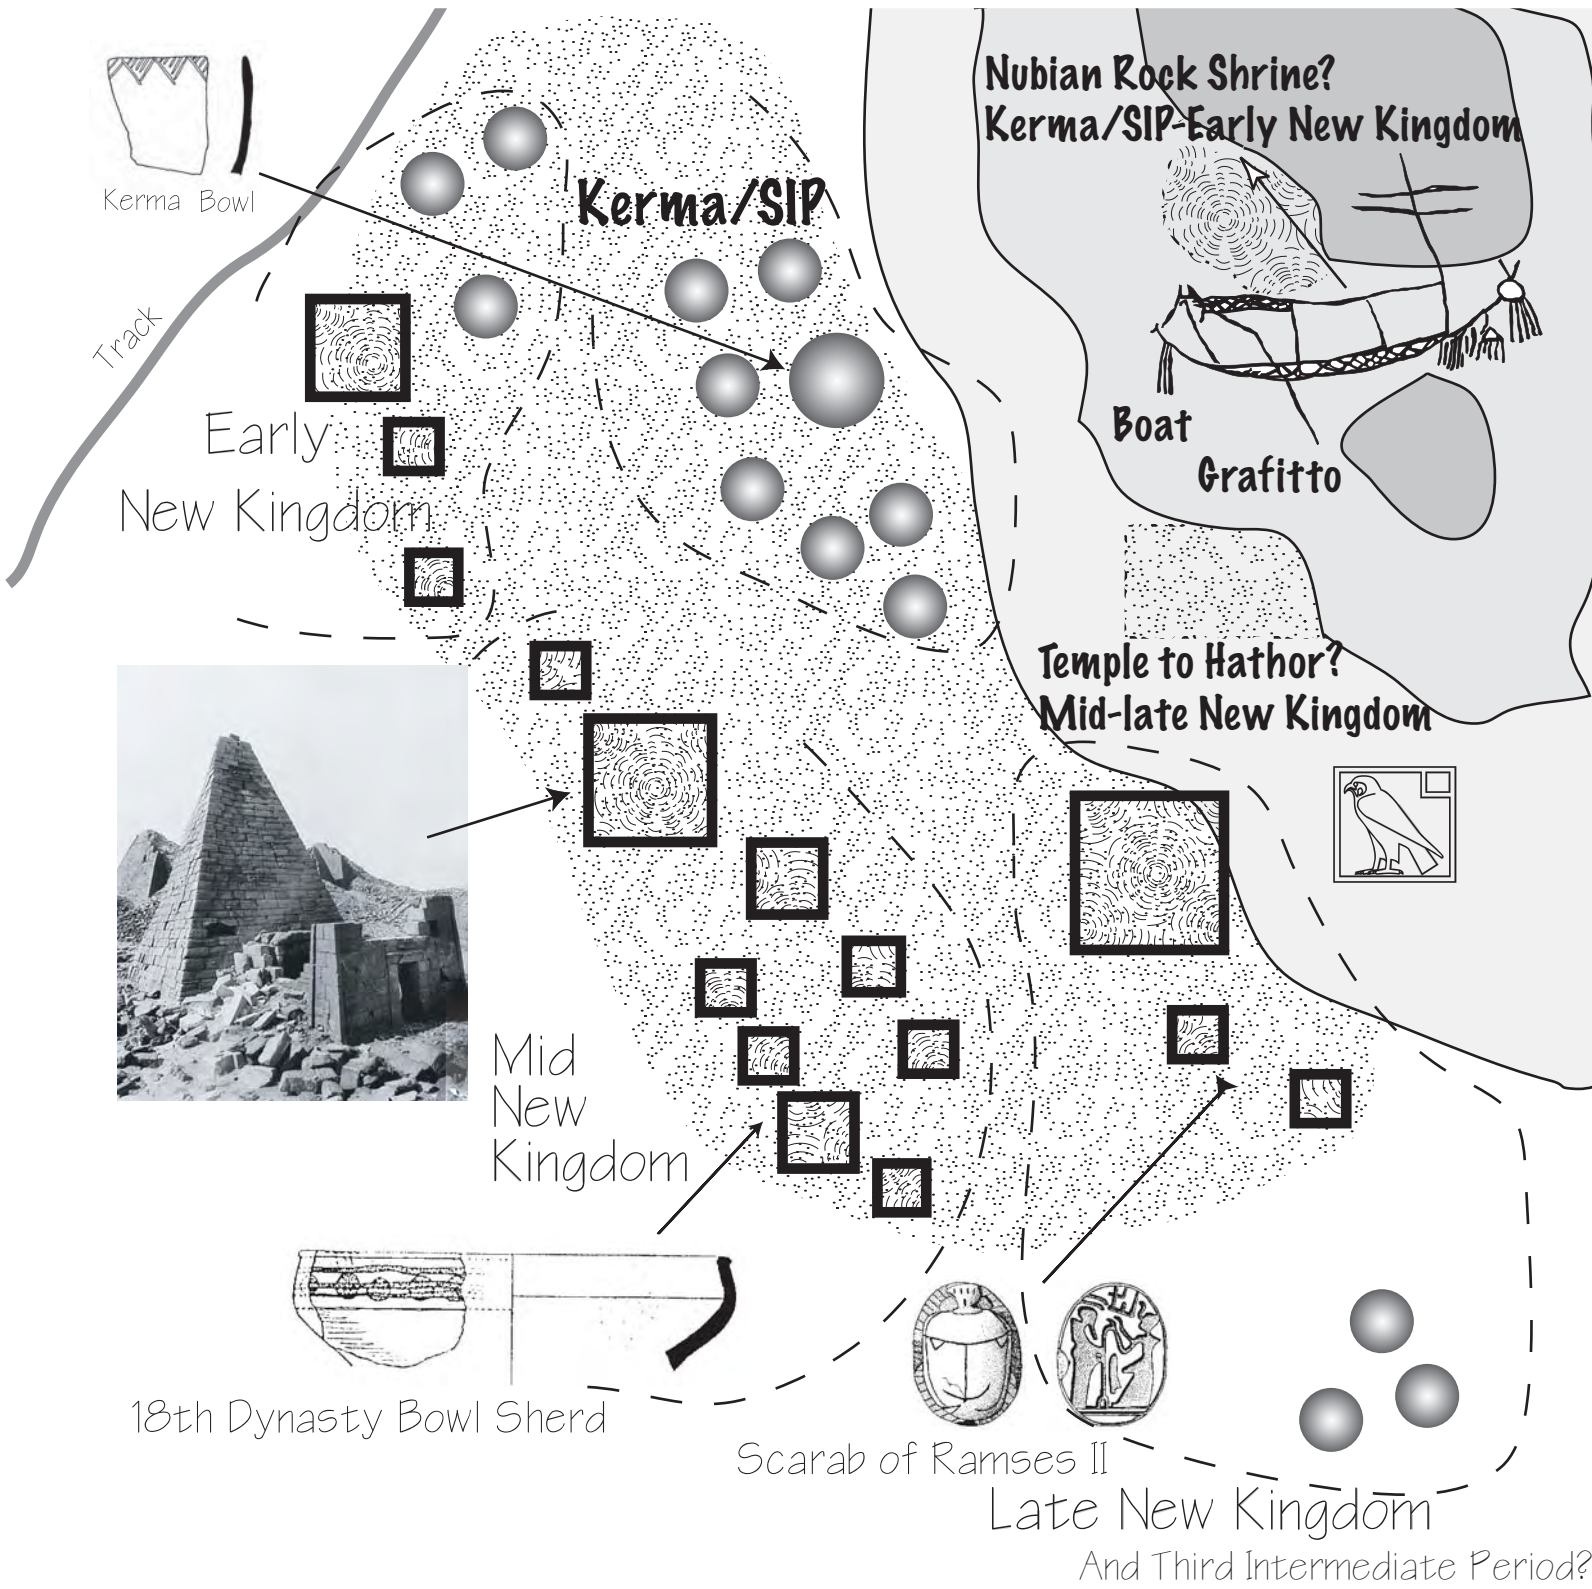 Nubian Rock Shrine?
Kerma/SIP-Early New Kingdom
Kerma Bowl
Kerma/SIP
Track
Early
New Kingdom
Boat
Grafitto
Temple to Hathor?
Mid-late New Kingdom
Mid
New
Kingdom
18th Dynasty Bowl Sherd
Scarab of Ramses II
Late New Kingdom
And Third Intermediate Period?